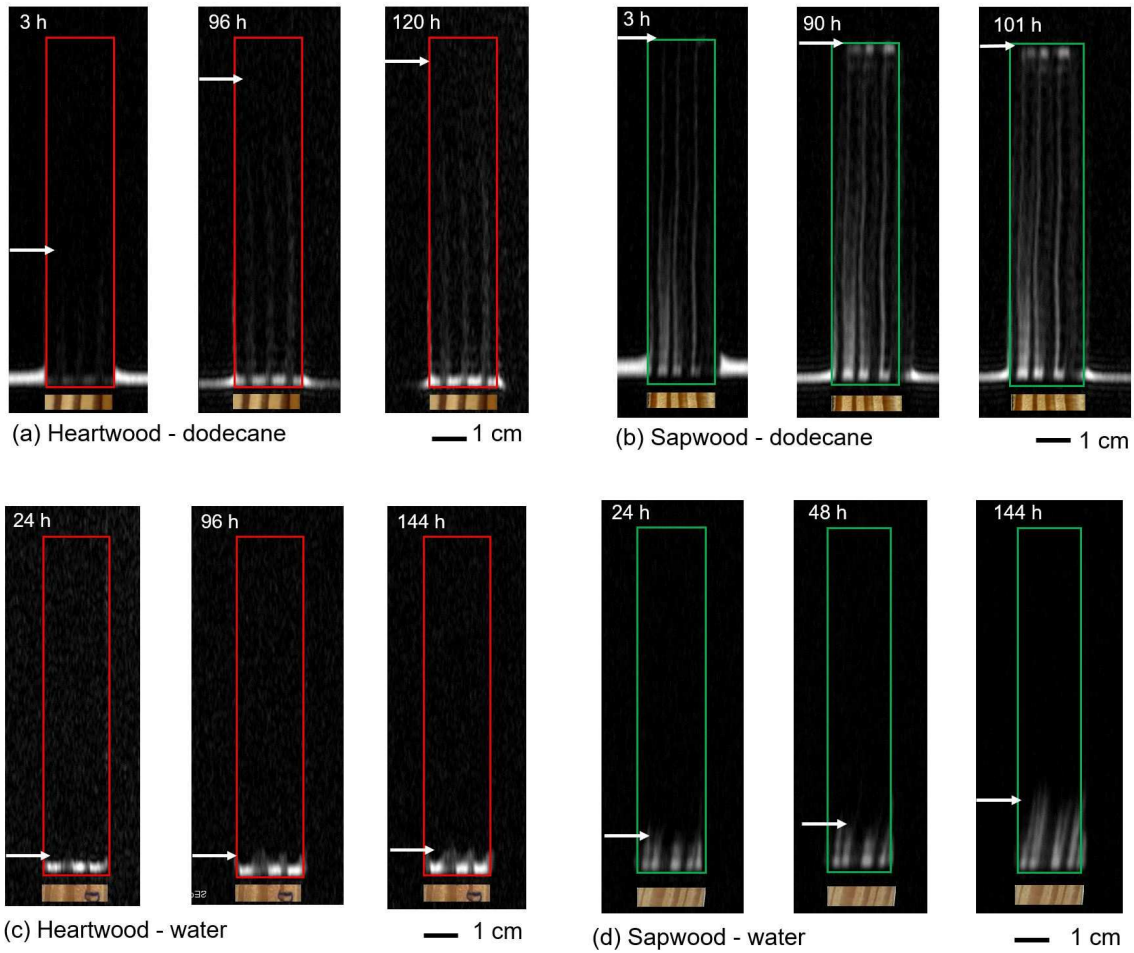 3 h
96 h
120 h
3 h
90 h
101 h
(a) Heartwood - dodecane
1 cm
(b) Sapwood - dodecane
1 cm
24 h
96 h
144 h
24 h
48 h
144 h
(c) Heartwood - water
1 cm
(d) Sapwood - water
1 cm